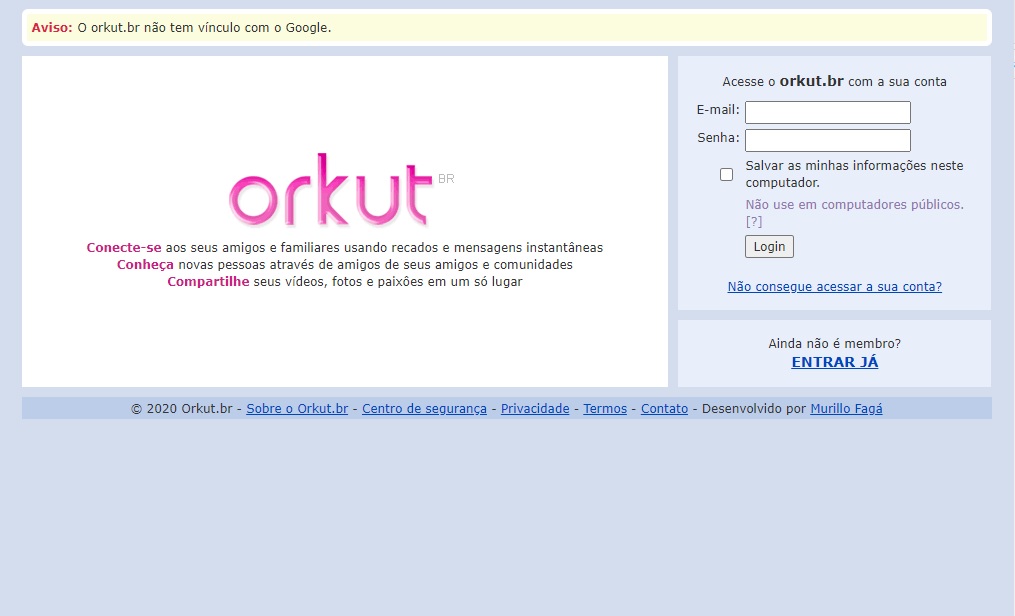 Aviso: O orkut.br não tem vínculo com o Google.
orkut BR
Conecte-se aos seus amigos e familiares usando recados e mensagens instantâneas
Conheça novas pessoas através de amigos de seus amigos e comunidades
Compartilhe seus vídeos, fotos e paixões em um só lugar
Acesse o orkut.br com a sua conta
E-mail:
Senha:
Salvar as minhas informações neste
computador.
Não use em computadores públicos.
[?]
Login
Não consegue acessar a sua conta?
Ainda não é membro?
ENTRAR JÁ
© 2020 Orkut.br - Sobre o Orkut.br - Centro de segurança - Privacidade - Termos - Contato - Desenvolvido por Murillo Fagá